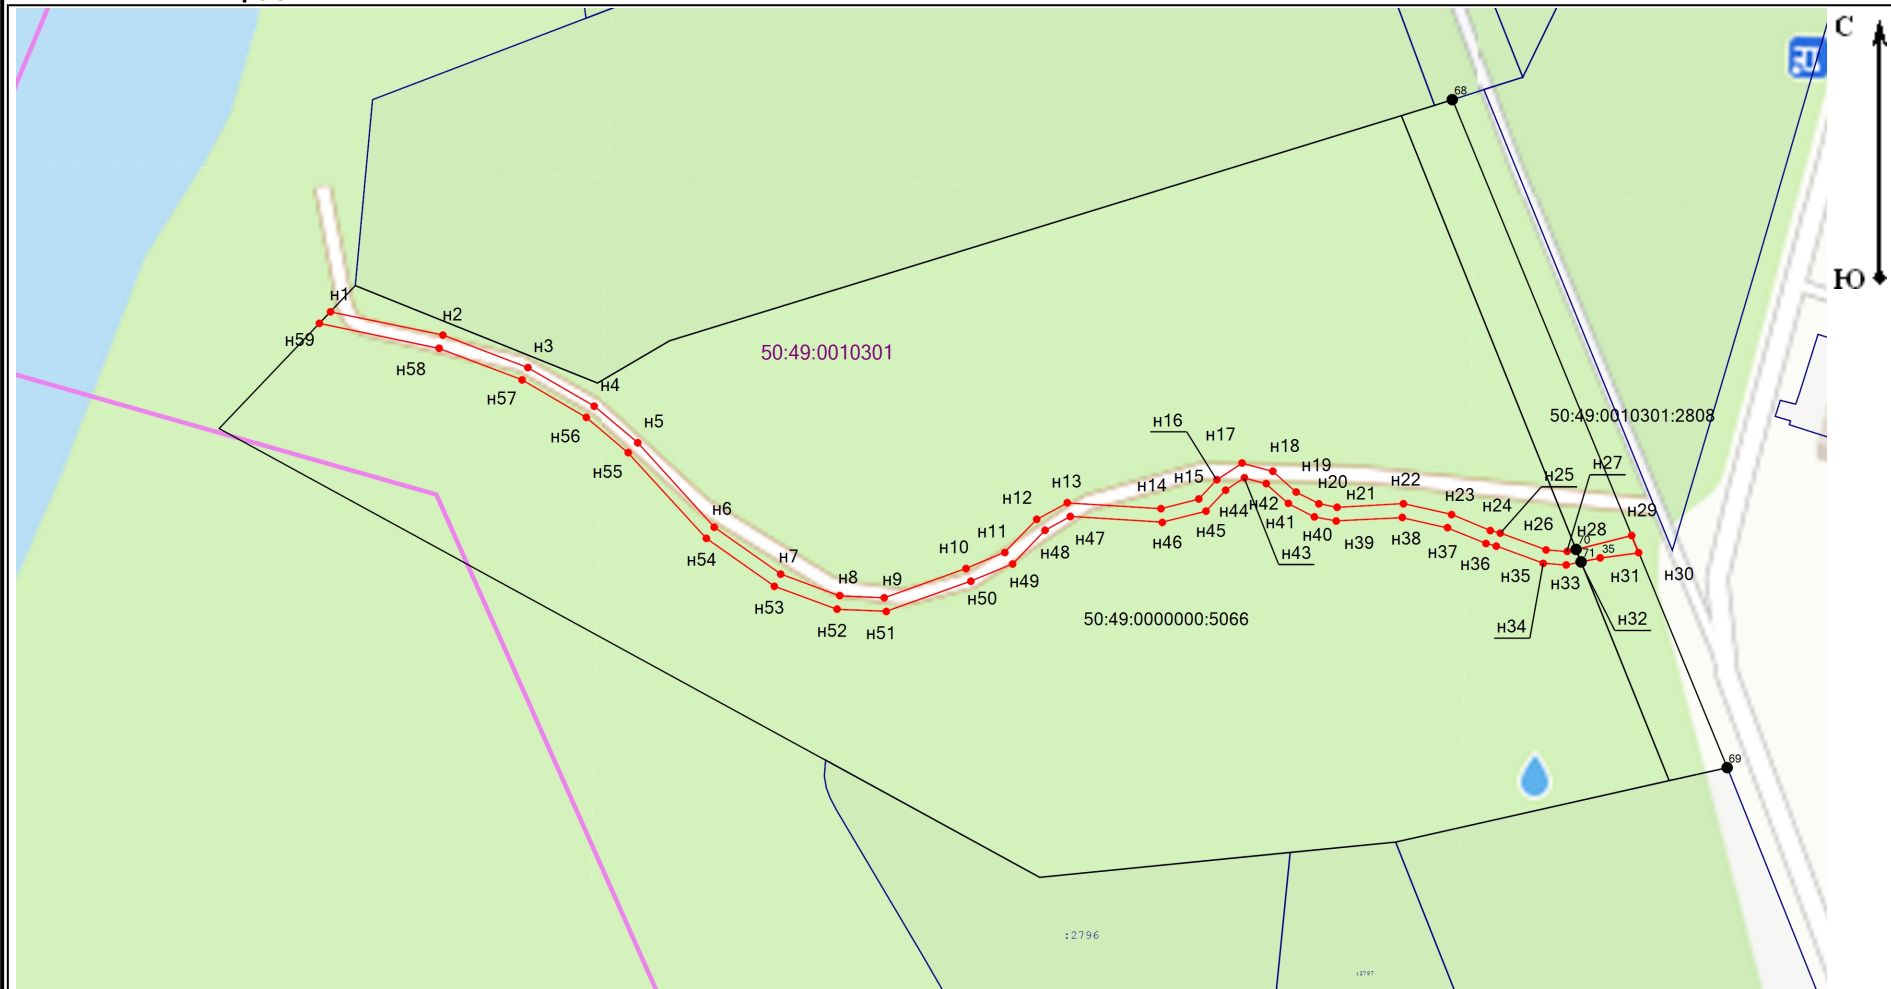 С
68
н1
н2
н59
н3
н58
50:49:0010301
н4
н57
н5
н56
н55
50:49:0010301:2808
н16
н17
н18
н19
н25
н27
н15
н14
н20
н22
н13
н12
н44
н42
н21
н23
н6
н45
н41
н24
н29
н46
н40
н26
н28
н11
н47
н39
н38
н37
70
н54
н10
н48
н43
н36
71
35
н7
н49
н35
н33
н31
н30
н8
н9
н50
н53
н52
н51
50:49:0000000:5066
н34
н32
69
:2796
:2797
Ю